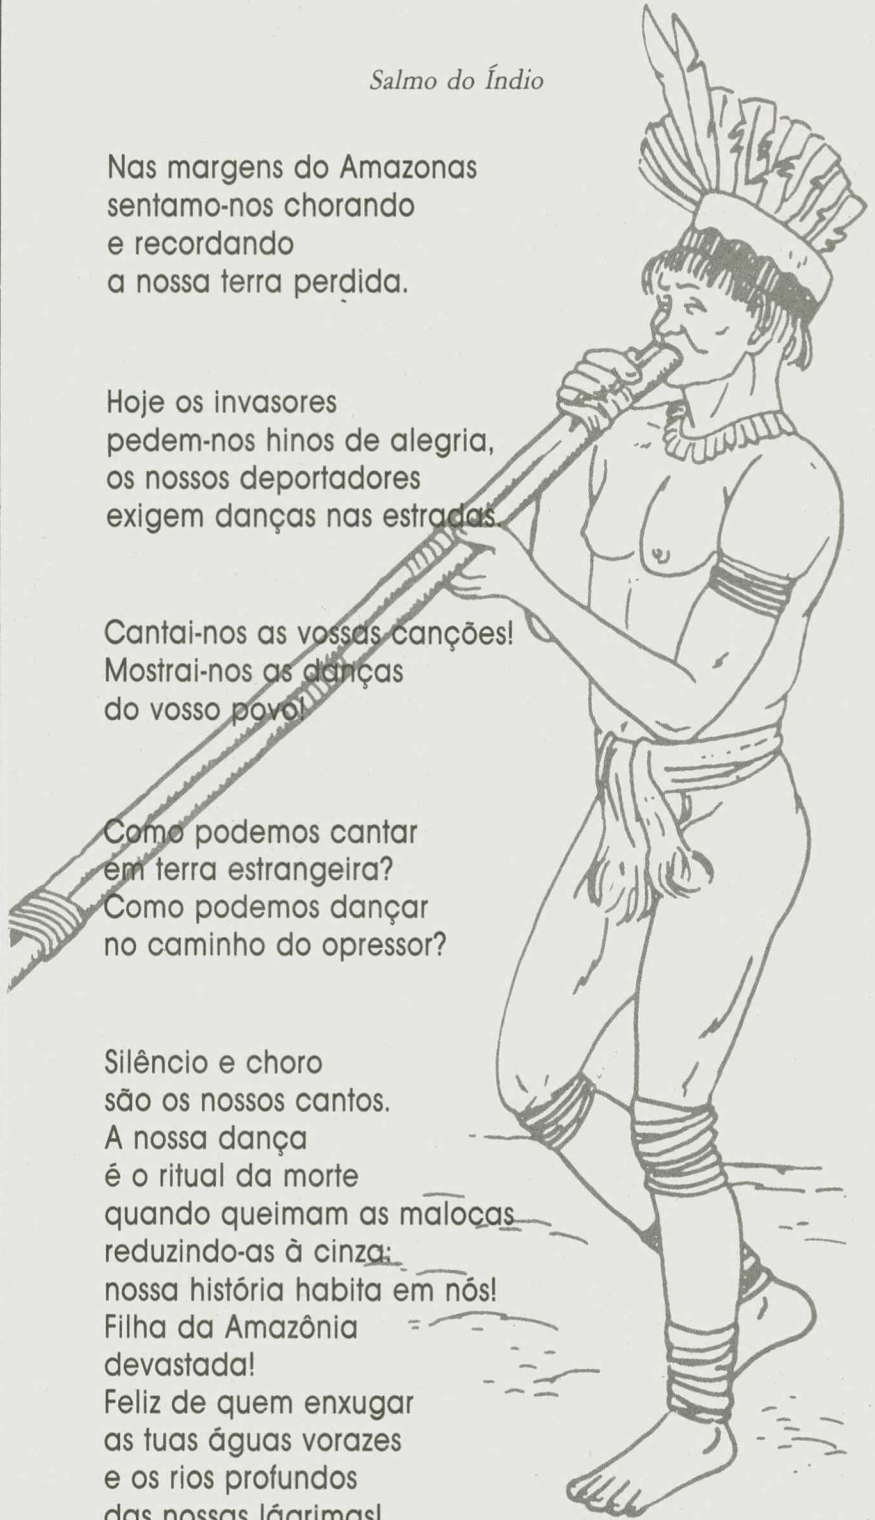 Salmo do Índio
Nas margens do Amazonas
sentamo-nos chorando
e recordando
a nossa terra perdida.
Hoje os invasores
pedem-nos hinos de alegria,
os nossos deportadores
exigem danças nas estradas.
Cantai-nos as vossas canções!
Mostrai-nos as danças
do vosso povo!
Como podemos cantar
em terra estrangeira?
Como podemos dançar
no caminho do opressor?
Silêncio e choro
são os nossos cantos.
A nossa dança
é o ritual da morte
quando queimam as malocas
reduzindo-as à cinza;
nossa história habita em nós!
Filha da Amazônia
devastada!
Feliz de quem enxugar
as tuas águas vorazes
e os rios profundos
das nossas lágrimas!